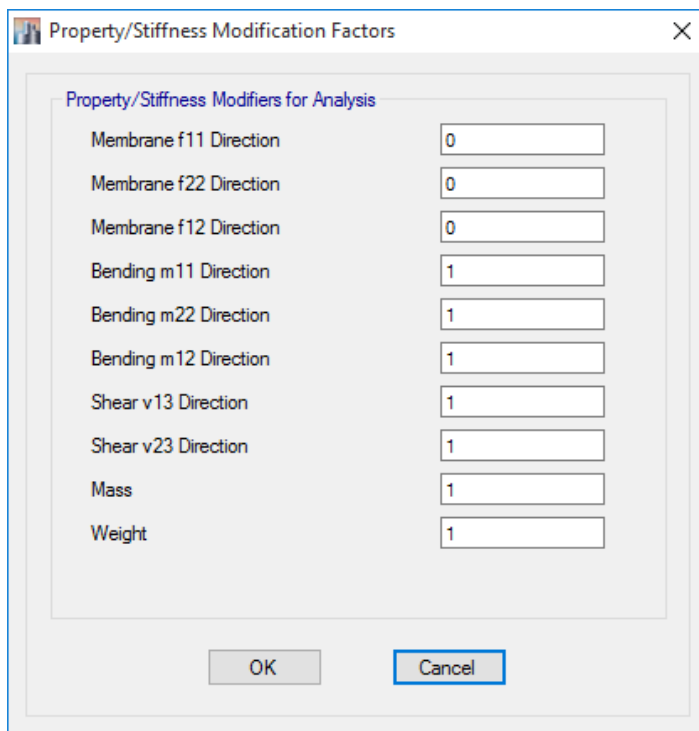 Property/Stiffness Modification Factors
Property/Stiffness Modifiers for Analysis
Membrane f11 Direction 0
Membrane f22 Direction 0
Membrane f12 Direction 0
Bending m11 Direction 1
Bending m22 Direction 1
Bending m12 Direction 1
Shear v13 Direction 1
Shear v23 Direction 1
Mass 1
Weight 1
OK Cancel